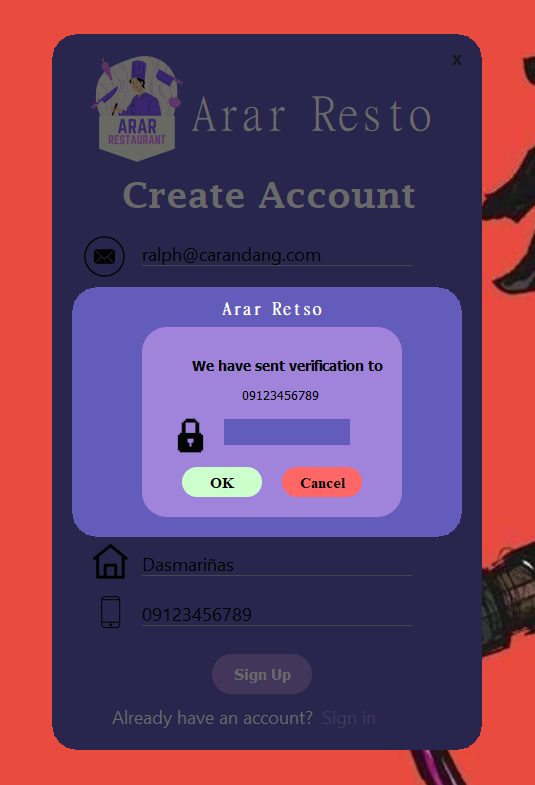 x
ARAR
RESTAURANT
Arar Resto
Create Account
ralph@carandang.com
Arar Retso
We have sent verification to
09123456789
OK Cancel
Dasmariñas
09123456789
Sign Up
Already have an account? Sign in